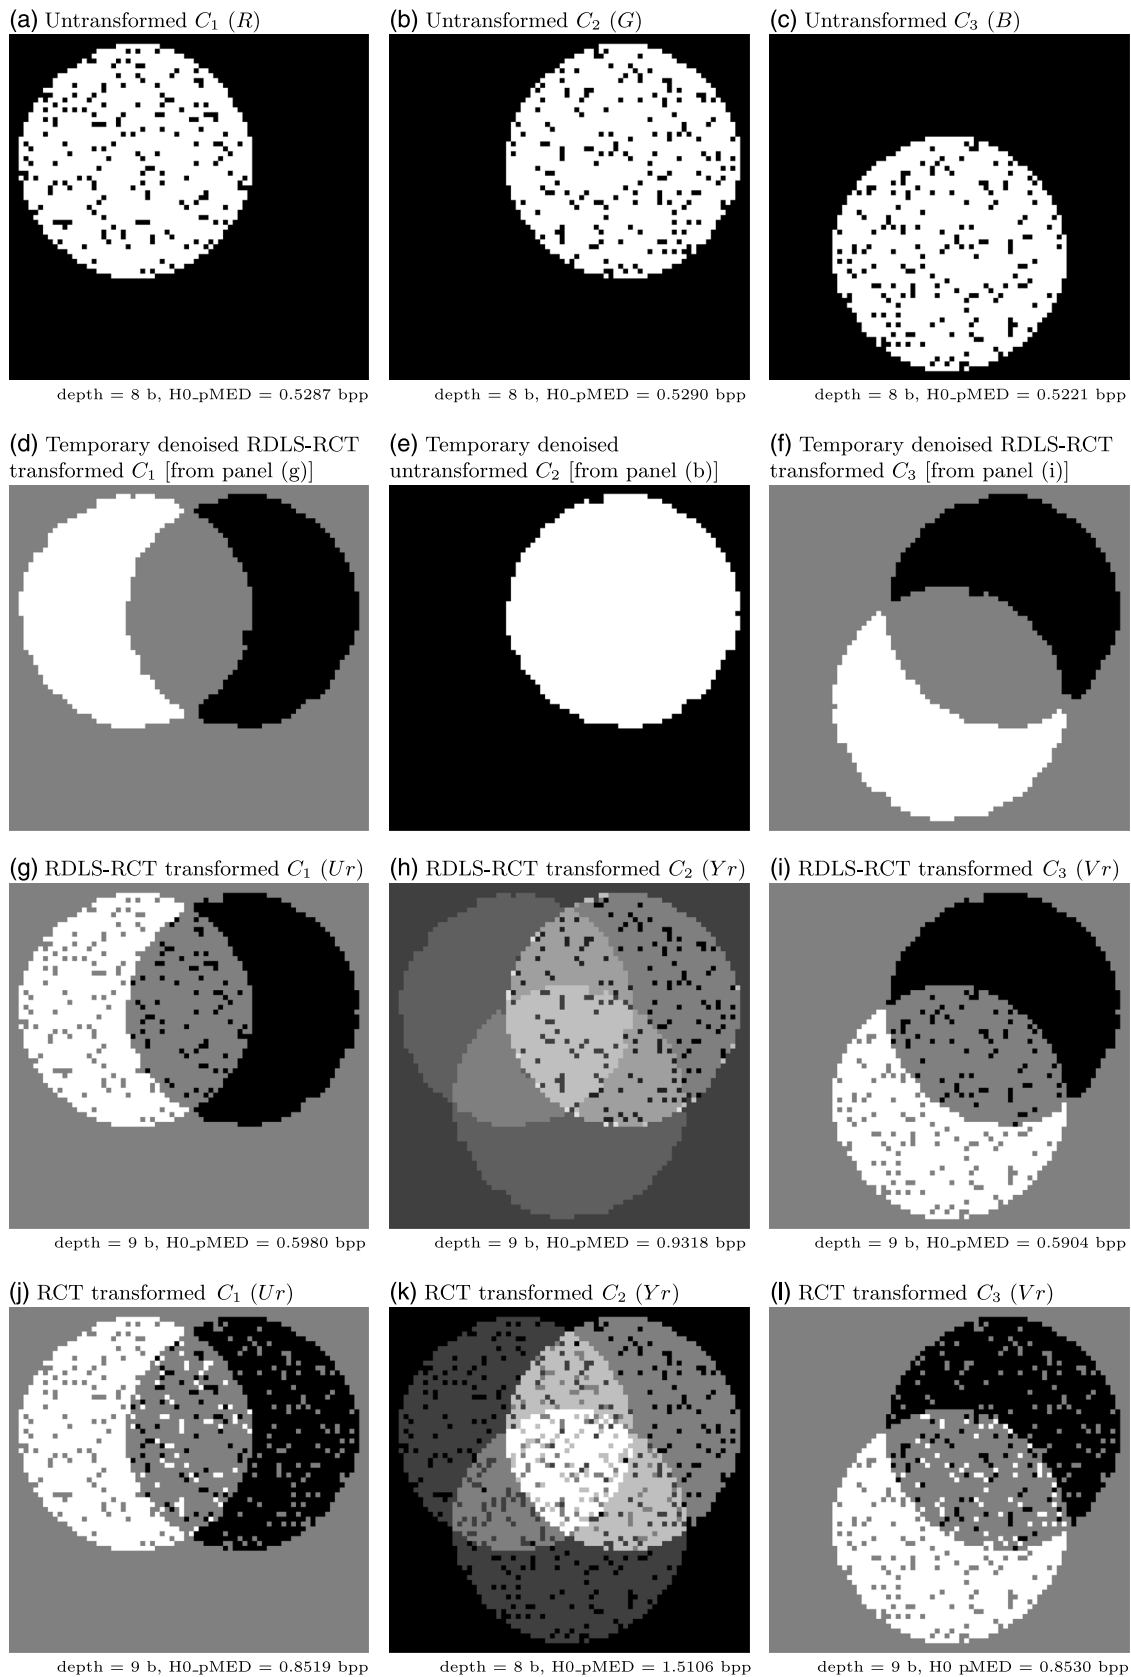 (a) Untransformed C₁ (R)
(b) Untransformed C₂ (G)
(c) Untransformed C₃ (B)
depth = 8 b, H0_pMED = 0.5287 bpp
depth = 8 b, H0_pMED = 0.5290 bpp
depth = 8 b, H0_pMED = 0.5221 bpp
(d) Temporary denoised RDLS-RCT
transformed C₁ [from panel (g)]
(e) Temporary denoised
untransformed C₂ [from panel (b)]
(f) Temporary denoised RDLS-RCT
transformed C₃ [from panel (i)]
(g) RDLS-RCT transformed C₁ (Ur)
(h) RDLS-RCT transformed C₂ (Yr)
(i) RDLS-RCT transformed C₃ (Vr)
depth = 9 b, H0_pMED = 0.5980 bpp
depth = 9 b, H0_pMED = 0.9318 bpp
depth = 9 b, H0_pMED = 0.5904 bpp
(j) RCT transformed C₁ (Ur)
(k) RCT transformed C₂ (Yr)
(l) RCT transformed C₃ (Vr)
depth = 9 b, H0_pMED = 0.8519 bpp
depth = 8 b, H0_pMED = 1.5106 bpp
depth = 9 b, H0 pMED = 0.8530 bpp